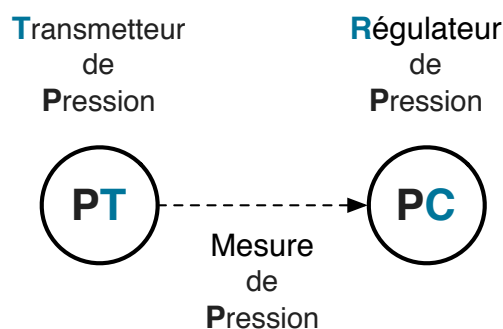 Transmetteur
de
Pression
Régulateur
de
Pression
PT
PC
Mesure
de
Pression